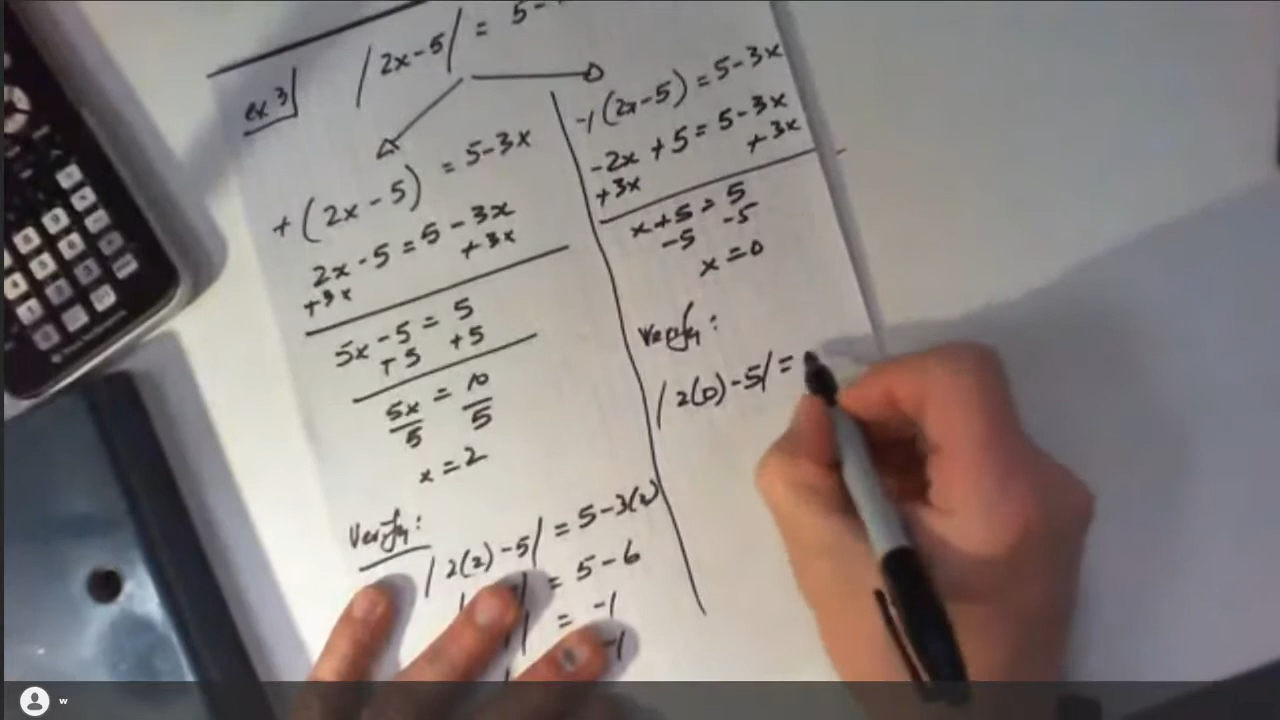 ex 3 |2x-5| = 5-
+(2x-5) = 5-3x
2x-5 = 5-3x
+3x +3x
5x-5 = 5
+5 +5
5x = 10
5 5
x = 2
Verify:
|2(2)-5| = 5-3(2)
= 5-6
= -1
-1
-1(2x-5) = 5-3x
-2x+5 = 5-3x
+3x +3x
x+5 = 5
-5 -5
x = 0
Verify:
|2(0)-5| =
w